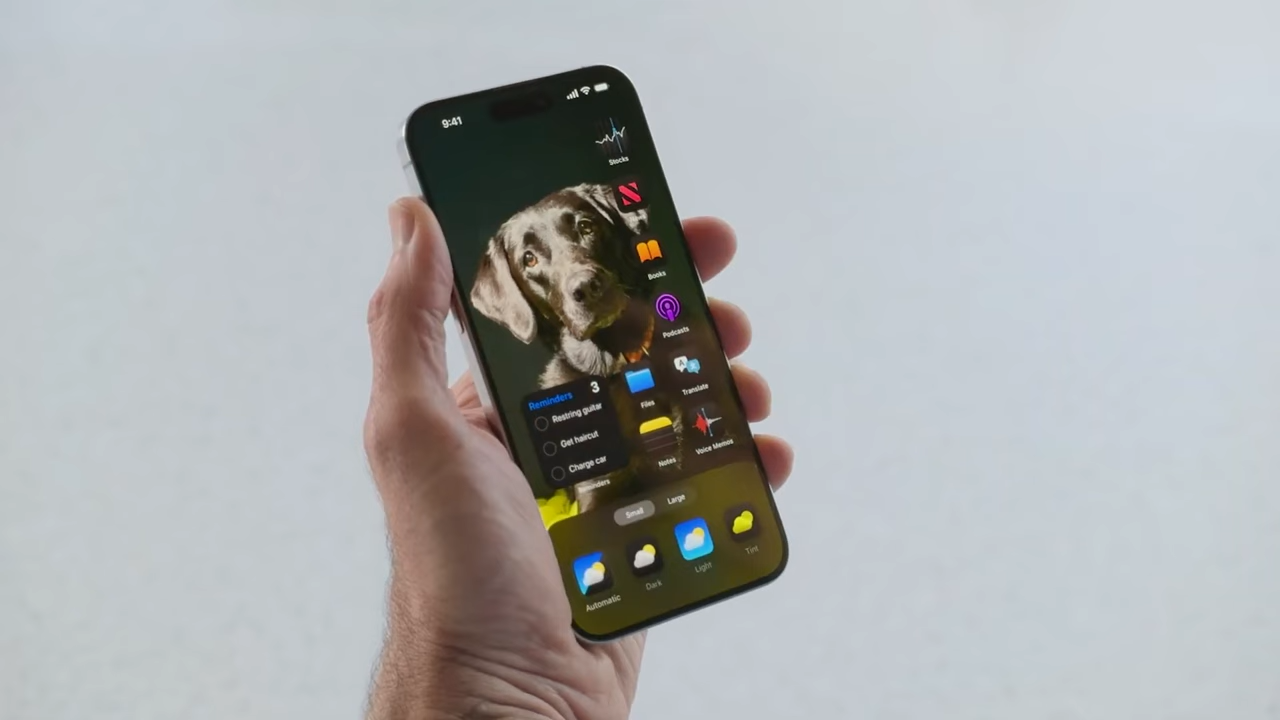 9:41
Stocks
Books
Podcasts
Reminders 3
Restring guitar
Get haircut
Charge car
Reminders
Files
Translate
Notes
Voice Memos
Small
Large
Automatic
Dark
Light
Tint